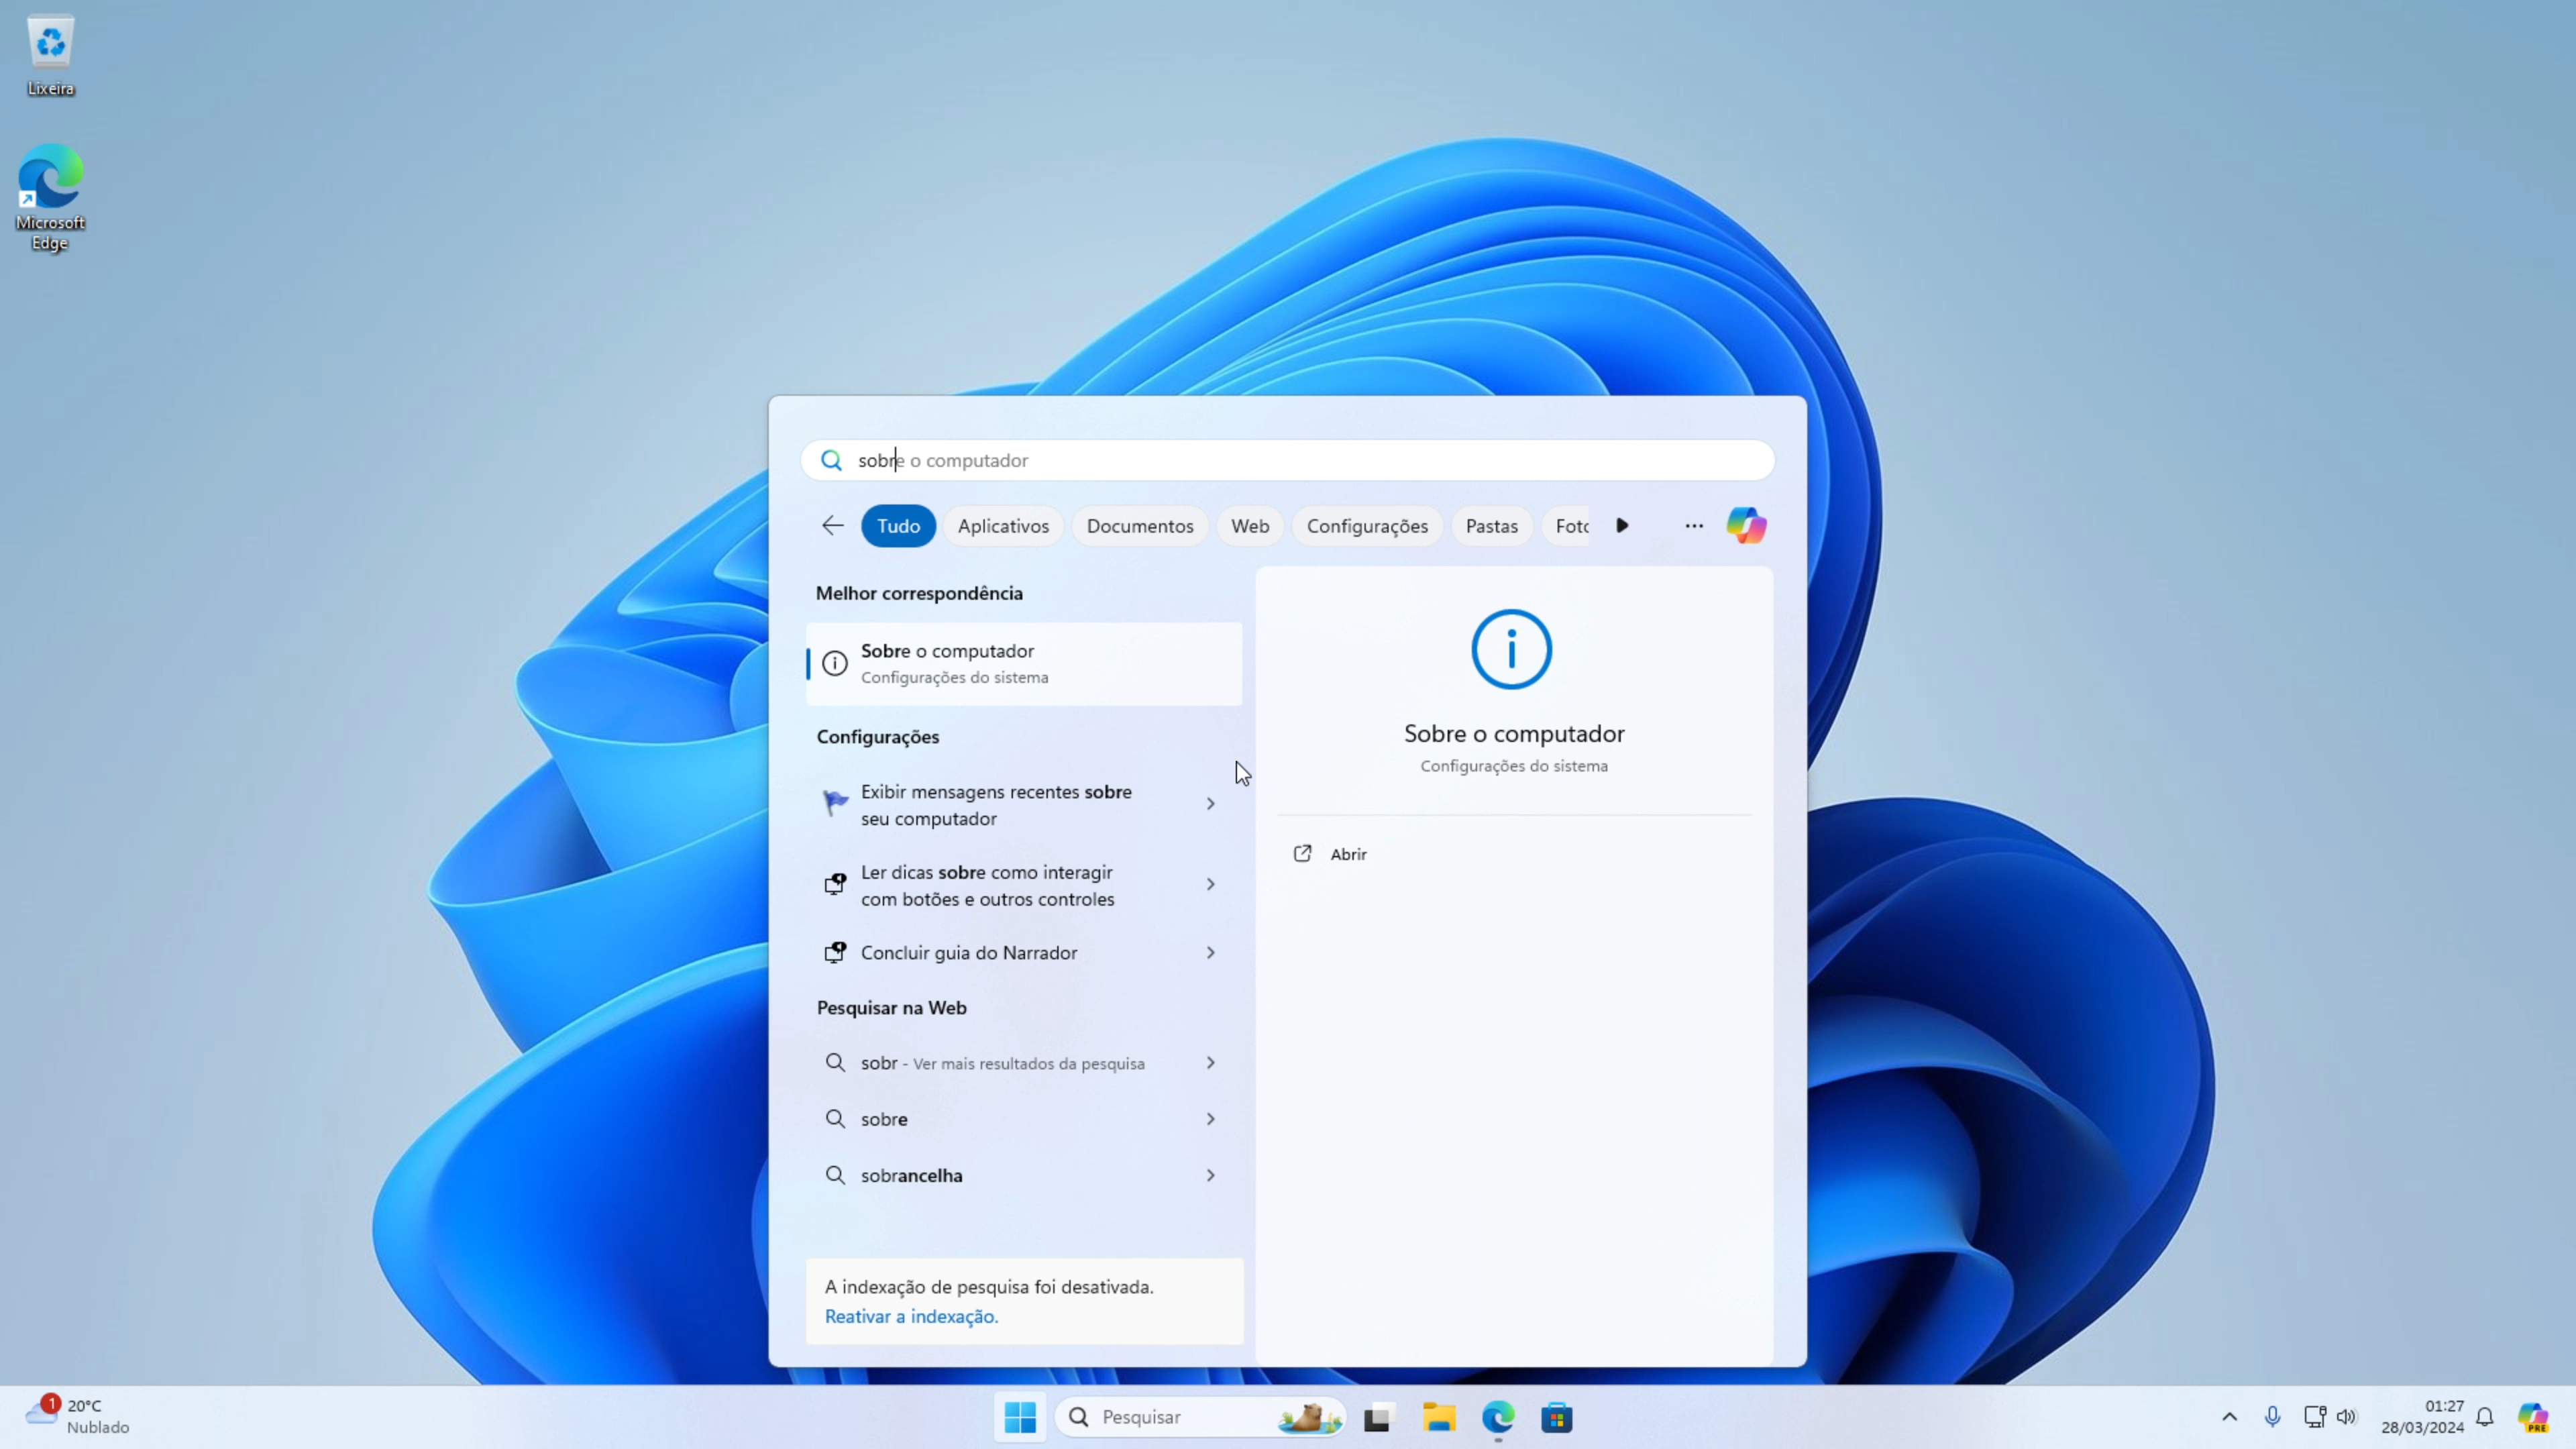 Lixeira
Microsoft
Edge
sobre o computador
Tudo
Aplicativos
Documentos
Web
Configurações
Pastas
Foto
Melhor correspondência
Sobre o computador
Configurações do sistema
Configurações
Exibir mensagens recentes sobre
seu computador
Ler dicas sobre como interagir
com botões e outros controles
Concluir guia do Narrador
Pesquisar na Web
sobr - Ver mais resultados da pesquisa
sobre
sobrancelha
A indexação de pesquisa foi desativada.
Reativar a indexação.
Sobre o computador
Configurações do sistema
Abrir
1
20°C
Nublado
Pesquisar
01:27
28/03/2024
PRE